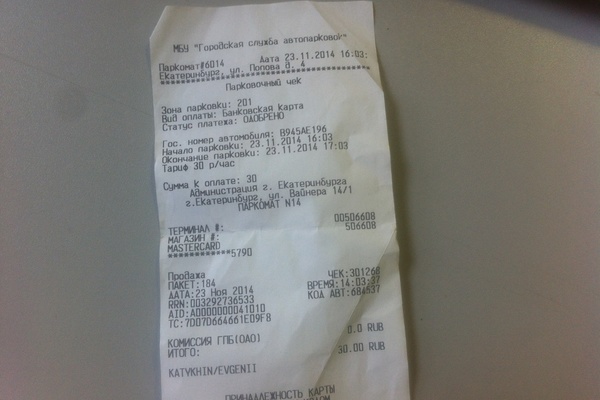 МБУ "Городская служба автопарковок"
Паркомат#6014 Дата 23.11.2014 16:03:
Екатеринбург, ул. Попова д. 4
Парковочный чек
Зона парковки: 201
Вид оплаты: Банковская карта
Статус платежа: ОДОБРЕНО
Гос. номер автомобиля: В945АЕ196
Начало парковки: 23.11.2014 16:03
Окончание парковки: 23.11.2014 17:03
Тариф 30 р/час
Сумма к оплате: 30
Администрация г. Екатеринбурга
г.Екатеринбург, ул. Вайнера 14/1
ПАРКОМАТ N14
ТЕРМИНАЛ #: 00506608
МАГАЗИН #: 506608
MASTERCARD
************5790
Продажа ЧЕК:301268
ПАКЕТ:184 ВРЕМЯ:14:03:37
ДАТА:23 Ноя 2014 КОД АВТ:684537
RRN:003292736533
AID:A0000000041010
TC:7D07D664661E09F8
КОМИССИЯ ГПБ(ОАО) 0.0 RUB
ИТОГО: 30.00 RUB
KATYKHIN/EVGENII
ПРИНАДЛЕЖНОСТЬ КАРТЫ